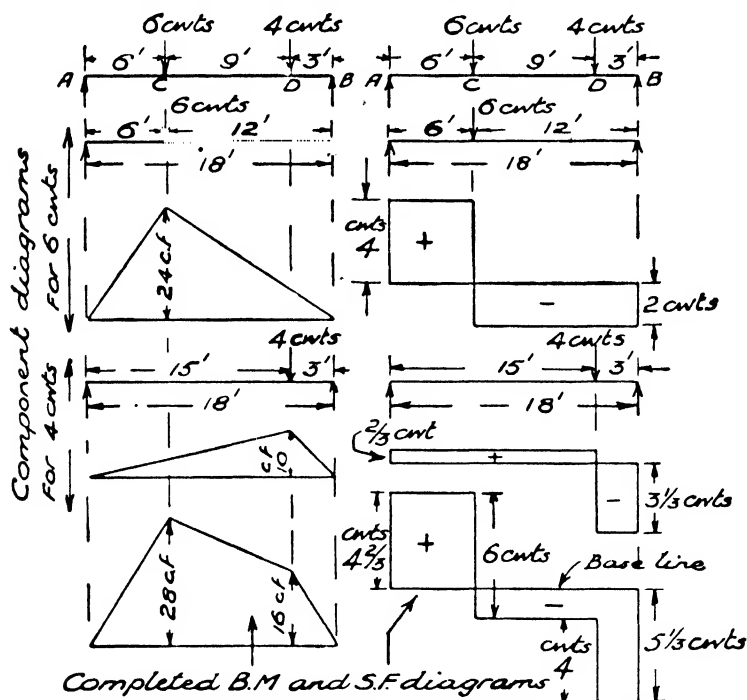 6cwts 4cwts
6' 9' 3'
A C D B
6cwts
6' 12'
18'
Component diagrams
For 6 cwts
24 c.f
4cwts
15' 3'
18'
For 4 cwts
c.f
10
28 c.f
16 c.f
6cwts 4cwts
6' 9' 3'
A C D B
6cwts
6' 12'
18'
cwts
4
+
-
2 cwts
4cwts
15' 3'
18'
2/3 cwt
+
-
3 1/3 cwts
cwts
4 2/3
+
6cwts
Base line
-
cwts
4
5 1/3 cwts
Completed B.M and S.F. diagrams